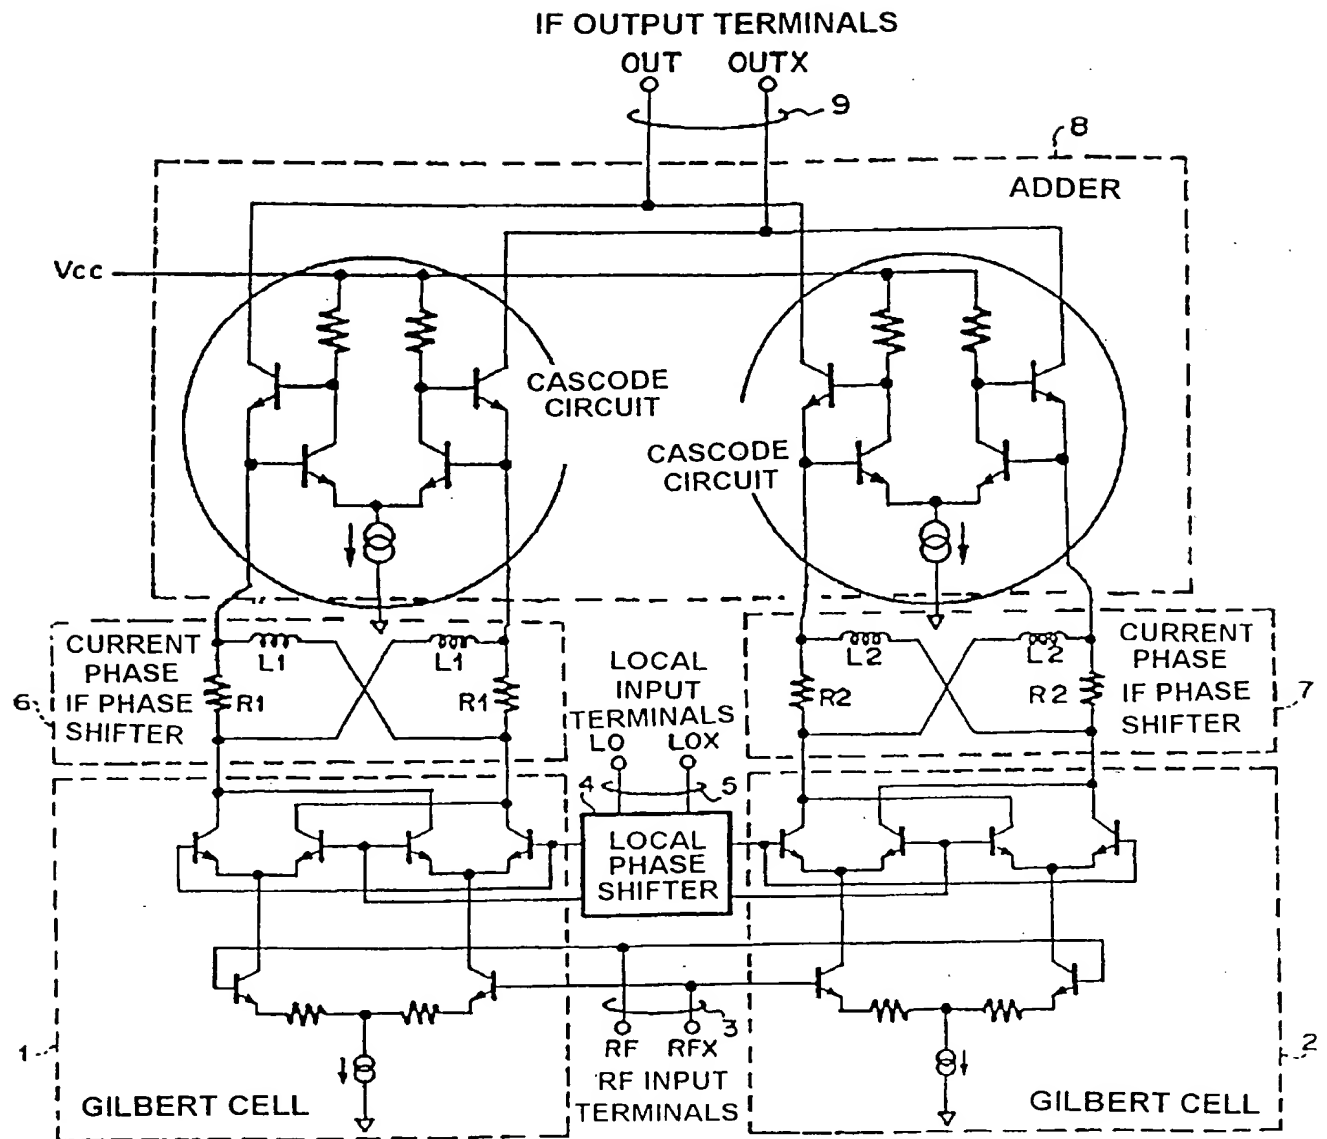 IF OUTPUT TERMINALS
OUT OUTX
9
8
ADDER
Vcc
CASCODE
CIRCUIT
CASCODE
CIRCUIT
CURRENT
PHASE
IF PHASE
SHIFTER
6
L1
L1
R1
R1
LOCAL
INPUT
TERMINALS
LO LOX
L2
L2
R2
R2
CURRENT
PHASE
IF PHASE
SHIFTER
7
4
5
LOCAL
PHASE
SHIFTER
3
RF RFX
RF INPUT
TERMINALS
1
GILBERT CELL
2
GILBERT CELL